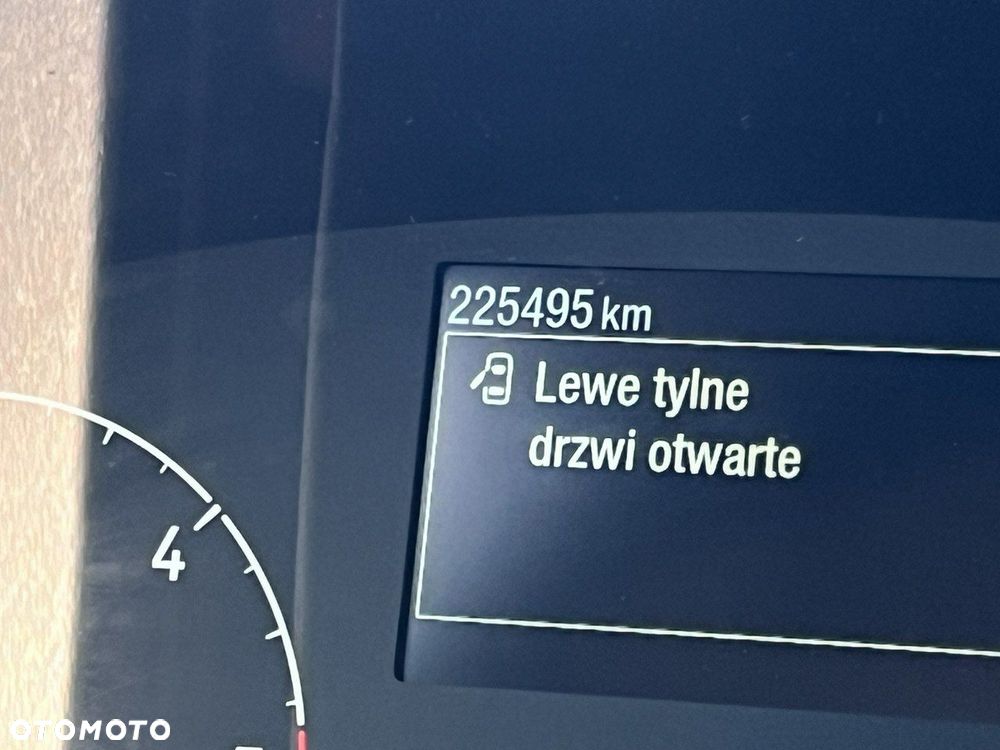 225495 km
Lewe tylne
drzwi otwarte
4
OTOMOTO